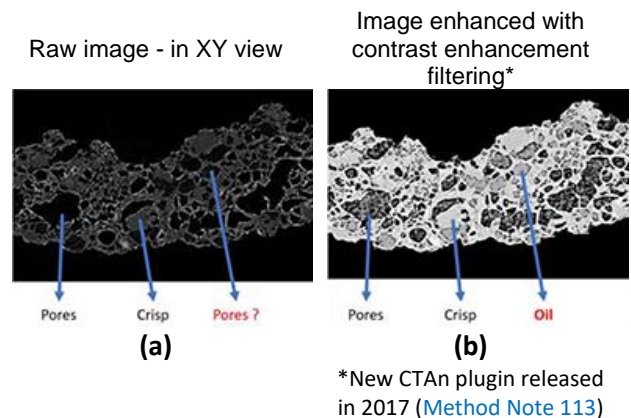 Raw image - in XY view
Image enhanced with
contrast enhancement
filtering*
Pores
Crisp
Pores ?
(a)
Pores
Crisp
Oil
(b)
*New CTAn plugin released
in 2017 (Method Note 113)